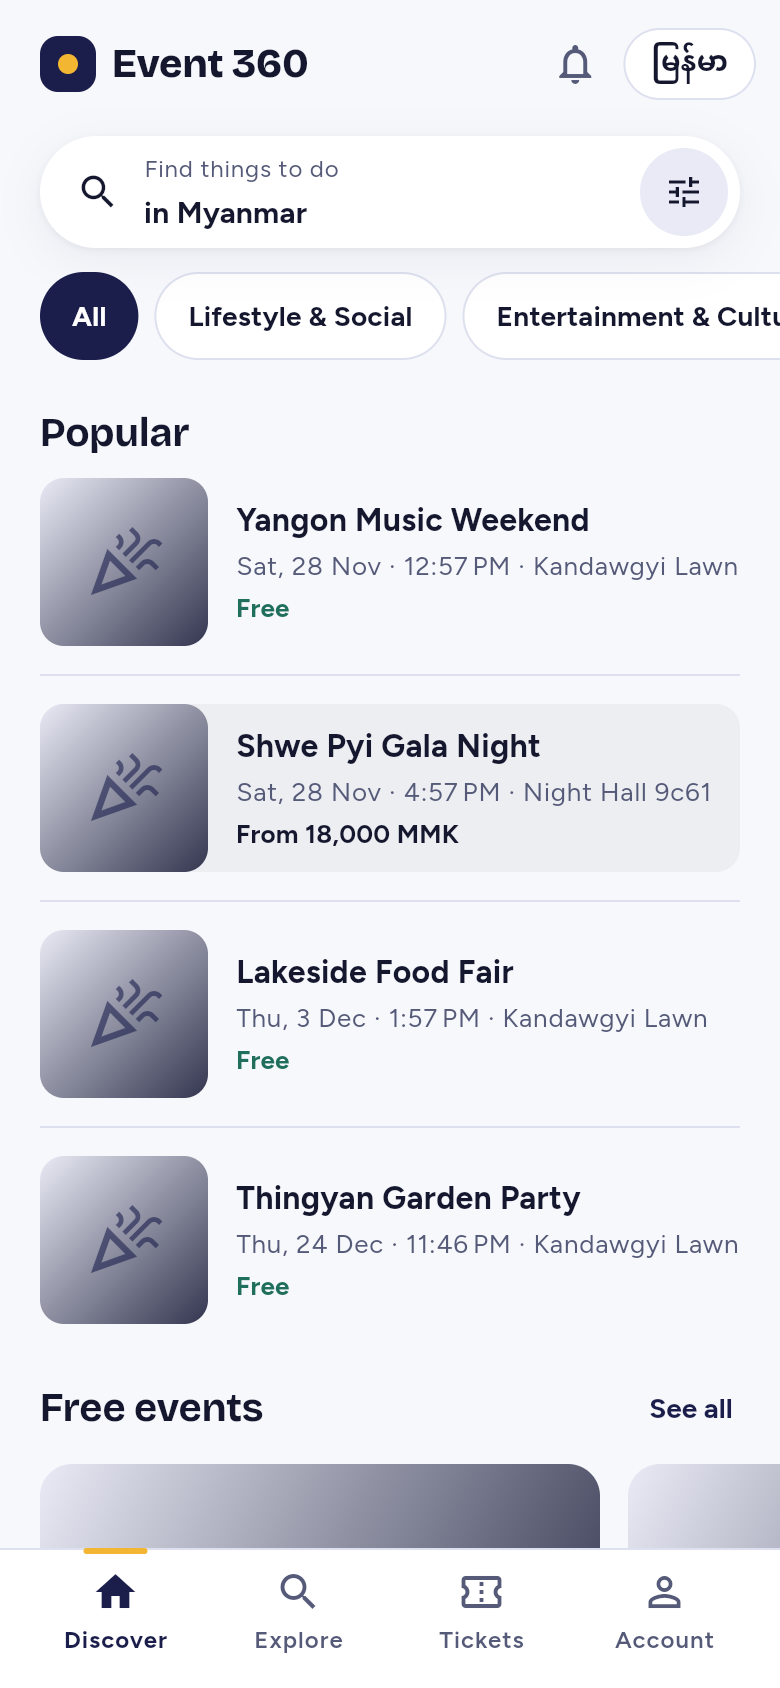 Event 360
မြန်မာ
Find things to do
in Myanmar
All
Lifestyle & Social
Entertainment & Cultu
Popular
Yangon Music Weekend
Sat, 28 Nov · 12:57 PM · Kandawgyi Lawn
Free
Shwe Pyi Gala Night
Sat, 28 Nov · 4:57 PM · Night Hall 9c61
From 18,000 MMK
Lakeside Food Fair
Thu, 3 Dec · 1:57 PM · Kandawgyi Lawn
Free
Thingyan Garden Party
Thu, 24 Dec · 11:46 PM · Kandawgyi Lawn
Free
Free events
See all
Discover
Explore
Tickets
Account